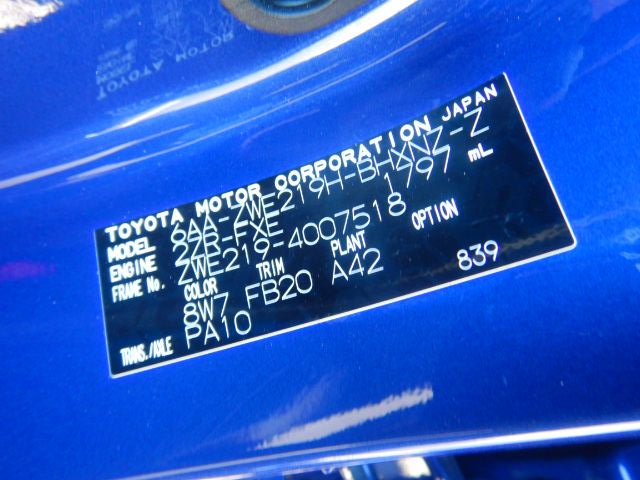 TOYOTA MOTOR CORPORATION JAPAN
MODEL 6AA-ZWE219H-BHXNZ-Z
ENGINE 2ZR-FXE 1797 mL
FRAME No. ZWE219-4007518
COLOR TRIM PLANT OPTION
8W7 FB20 A42 839
TRANS./AXLE PA10